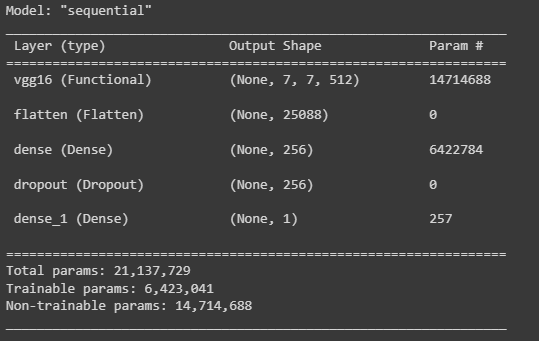 Model: "sequential"
Layer (type) Output Shape Param #
vgg16 (Functional) (None, 7, 7, 512) 14714688
flatten (Flatten) (None, 25088) 0
dense (Dense) (None, 256) 6422784
dropout (Dropout) (None, 256) 0
dense_1 (Dense) (None, 1) 257
Total params: 21,137,729
Trainable params: 6,423,041
Non-trainable params: 14,714,688